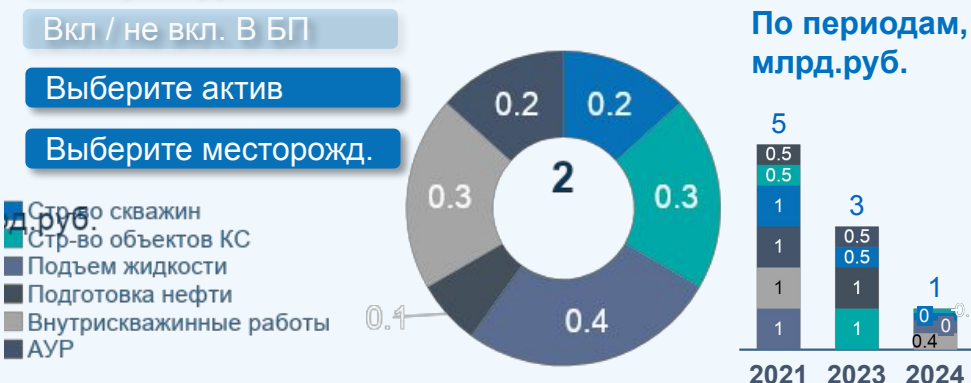 Вкл / не вкл. В БП
Выберите актив
Выберите месторожд.
д.руб.
Стр-во скважин
Стр-во объектов КС
Подъем жидкости
Подготовка нефти
Внутрискважинные работы
АУР
0.2
0.2
0.3
2
0.3
0.1
0.4
По периодам,
млрд.руб.
5
0.5
0.5
1
1
1
1
3
0.5
0.5
1
1
1
0
0
0.4
2021 2023 2024